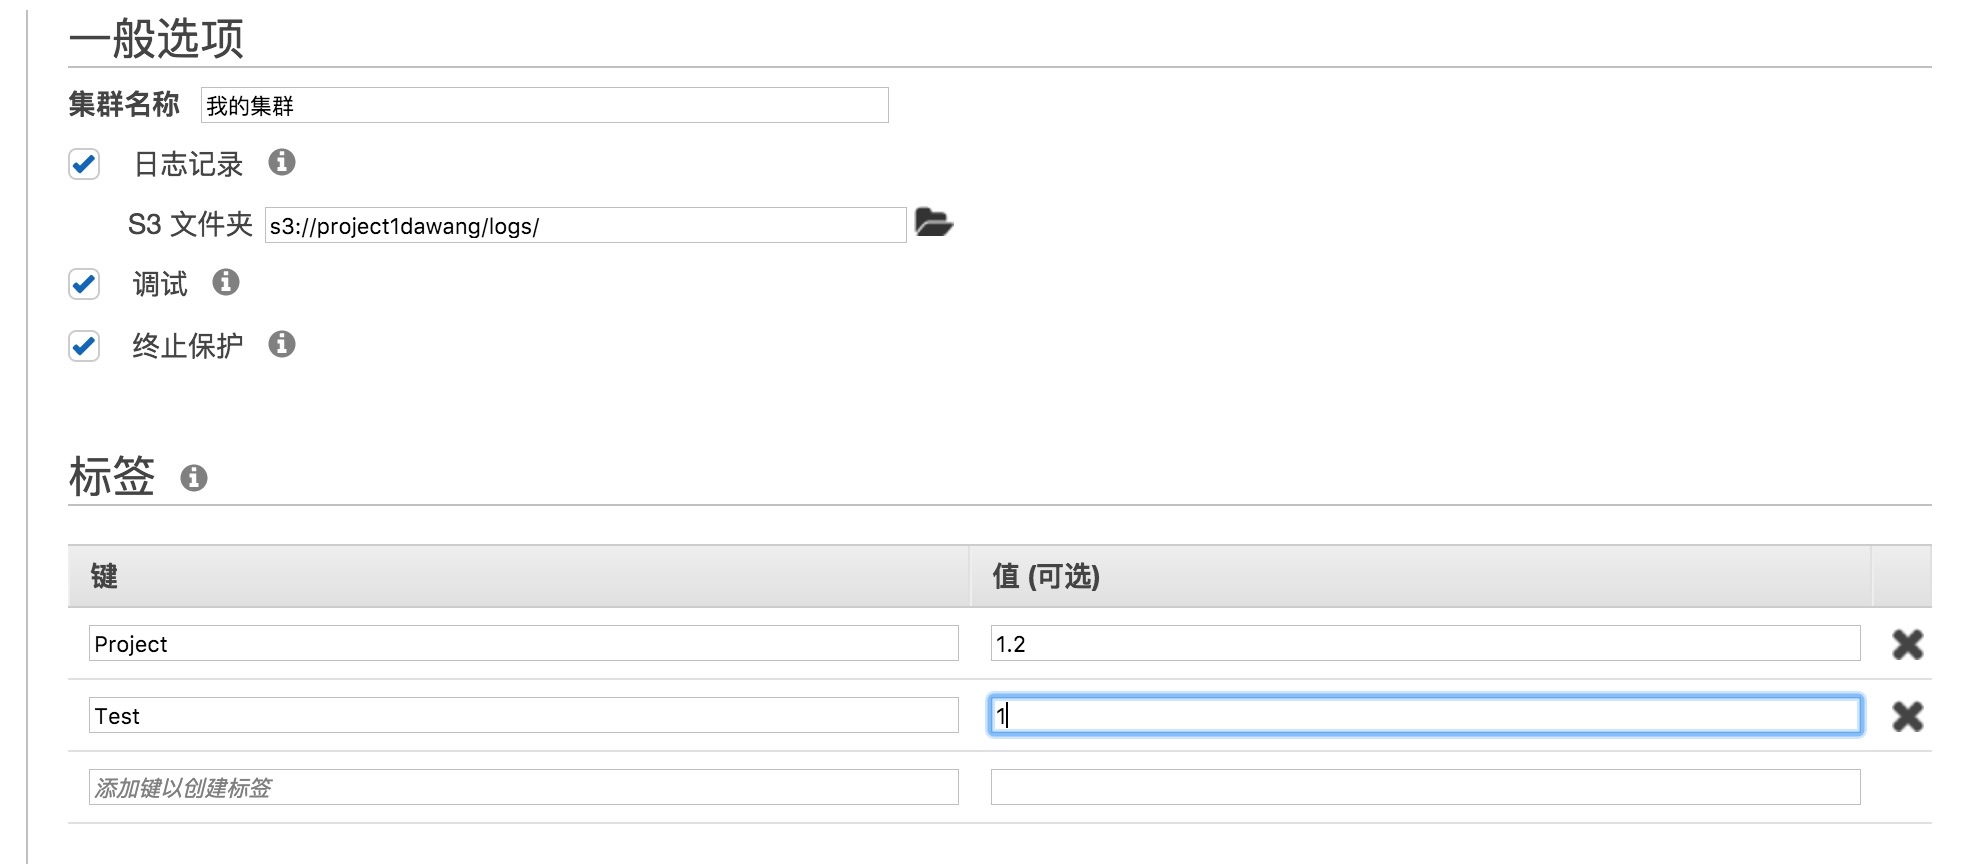 一般选项
集群名称 我的集群
日志记录
S3 文件夹 s3://project1dawang/logs/
调试
终止保护
标签
键 值 (可选)
Project 1.2
Test 1
添加键以创建标签